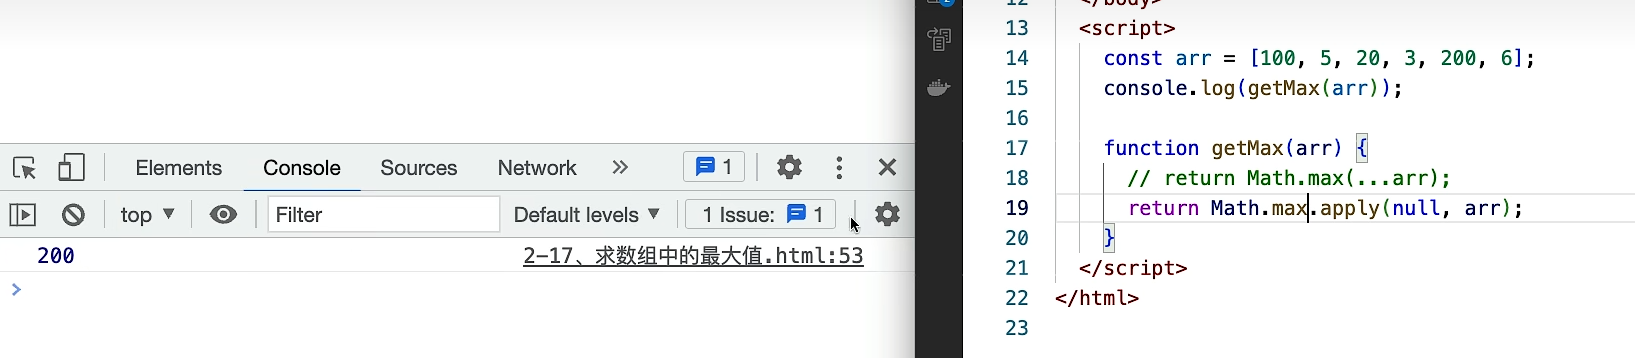 Elements Console Sources Network 1
top Filter Default levels 1 Issue: 1
200 2-17、求数组中的最大值.html:53
>
2
12 </body>
13 <script>
14 const arr = [100, 5, 20, 3, 200, 6];
15 console.log(getMax(arr));
16
17 function getMax(arr) {
18 // return Math.max(...arr);
19 return Math.max.apply(null, arr);
20 }
21 </script>
22 </html>
23